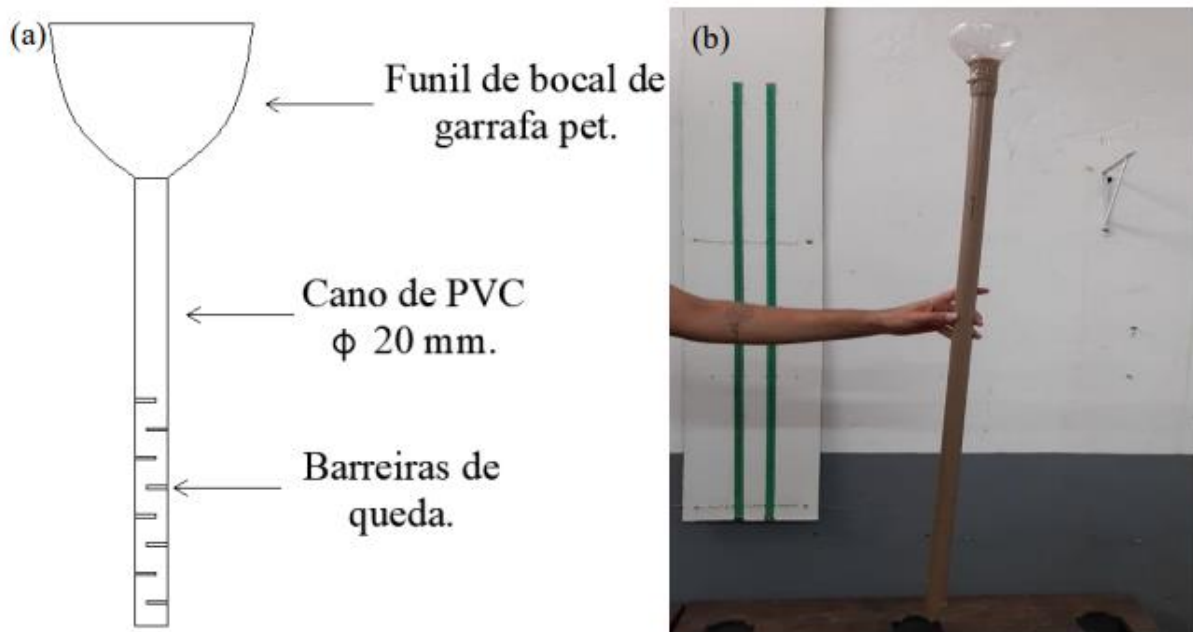 (a)
Funil de bocal de
garrafa pet.
Cano de PVC
ϕ 20 mm.
Barreiras de
queda.
(b)